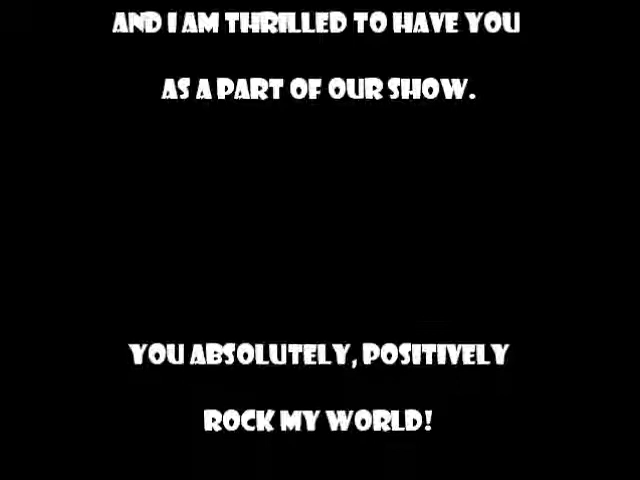 AND I AM THRILLED TO HAVE YOU
AS A PART OF OUR SHOW.
YOU ABSOLUTELY, POSITIVELY
ROCK MY WORLD!